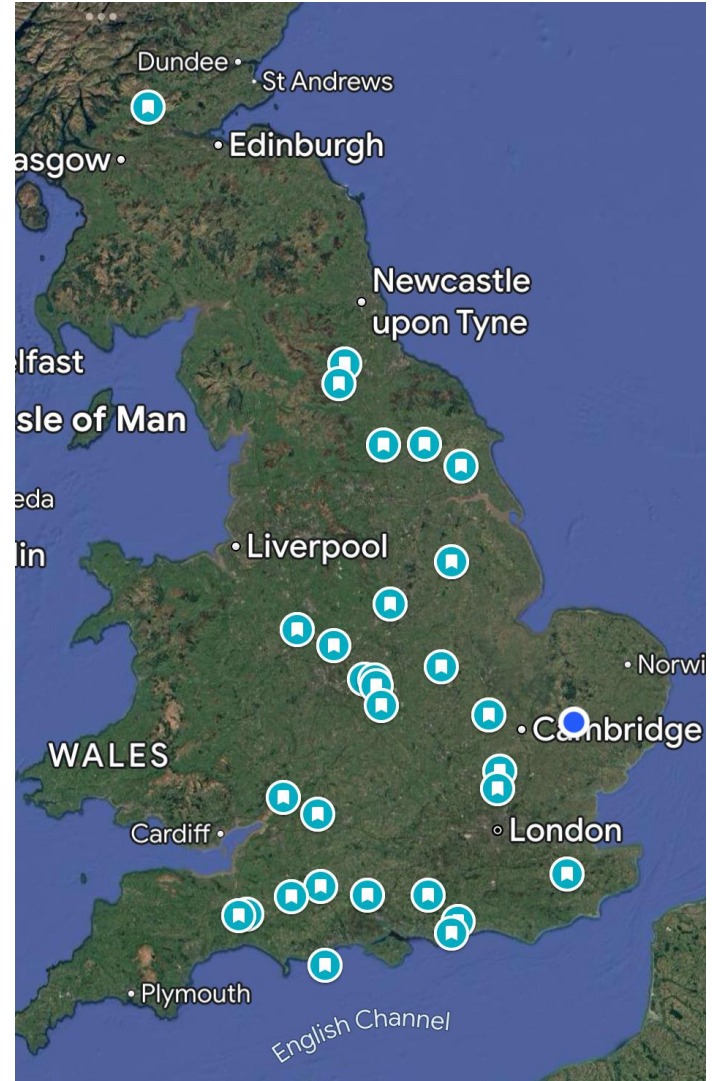 Dundee
St Andrews
asgow
Edinburgh
Newcastle
upon Tyne
lfast
sle of Man
eda
lin
Liverpool
Norwi
Cambridge
WALES
Cardiff
London
Plymouth
English Channel